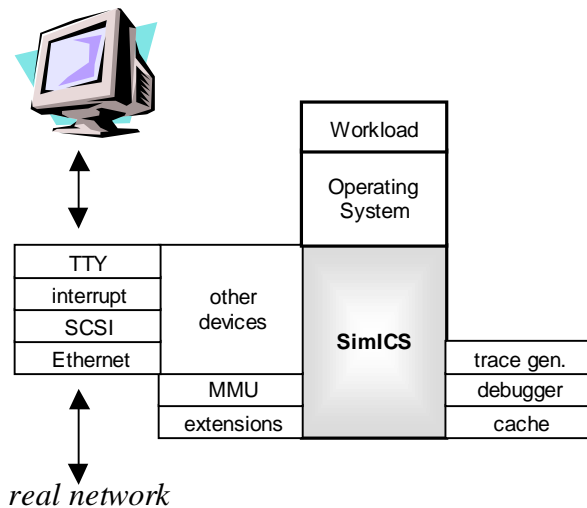 Workload
Operating
System
TTY
interrupt
SCSI
Ethernet
other
devices
MMU
extensions
SimICS
trace gen.
debugger
cache
real network